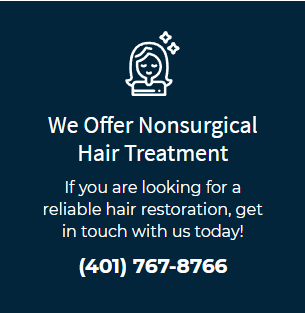 We Offer Nonsurgical
Hair Treatment
If you are looking for a
reliable hair restoration, get
in touch with us today!
(401) 767-8766